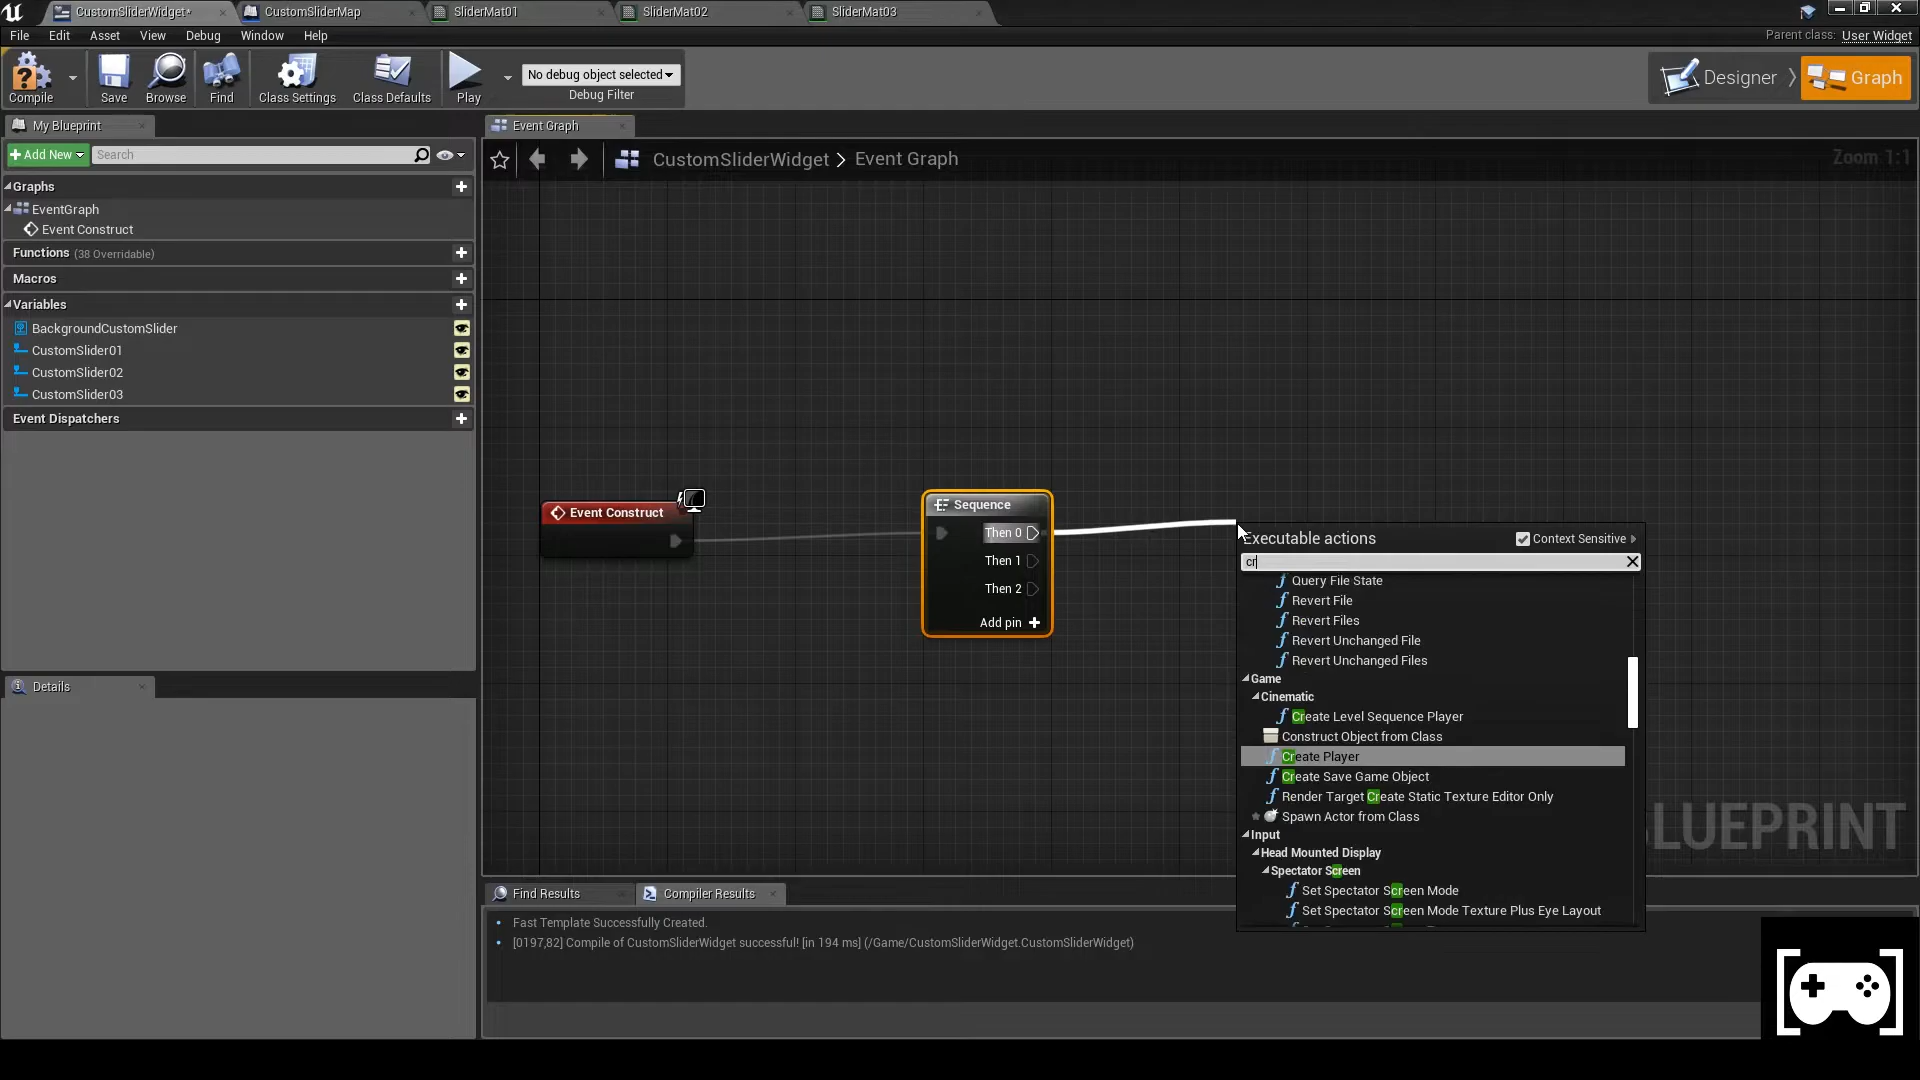 CustomSliderWidget*
CustomSliderMap
SliderMat01
SliderMat02
SliderMat03
File
Edit
Asset
View
Debug
Window
Help
Parent class:
User Widget
Compile
Save
Browse
Find
Class Settings
Class Defaults
Play
No debug object selected
Debug Filter
Designer
Graph
My Blueprint
Event Graph
Add New
Search
CustomSliderWidget > Event Graph
Zoom 1:1
Graphs
EventGraph
Event Construct
Functions (38 Overridable)
Macros
Variables
BackgroundCustomSlider
CustomSlider01
CustomSlider02
CustomSlider03
Event Dispatchers
Details
Event Construct
Sequence
Then 0
Then 1
Then 2
Add pin
Executable actions
Context Sensitive
cr
Query File State
Revert File
Revert Files
Revert Unchanged File
Revert Unchanged Files
Game
Cinematic
Create Level Sequence Player
Construct Object from Class
Create Player
Create Save Game Object
Render Target Create Static Texture Editor Only
Spawn Actor from Class
Input
Head Mounted Display
Spectator Screen
Set Spectator Screen Mode
Set Spectator Screen Mode Texture Plus Eye Layout
LUEPRINT
Find Results
Compiler Results
Fast Template Successfully Created.
[0197,82] Compile of CustomSliderWidget successful! [in 194 ms] (/Game/CustomSliderWidget.CustomSliderWidget)